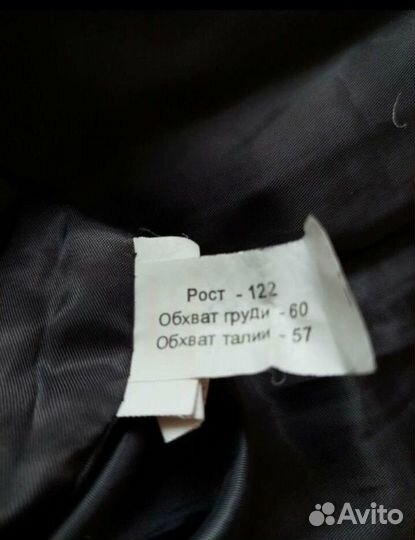 Рост - 122
Обхват груди - 60
Обхват талии - 57
Avito